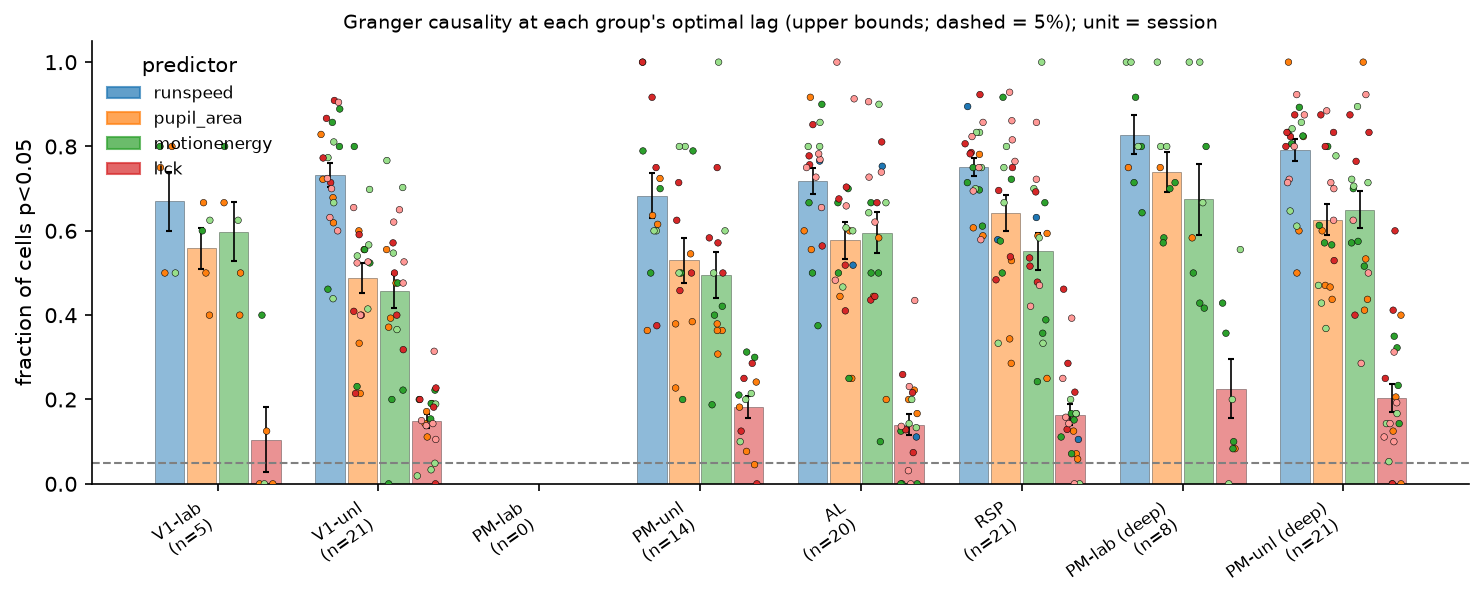 Granger causality at each group's optimal lag (upper bounds; dashed = 5%); unit = session
fraction of cells p<0.05
1.0
0.8
0.6
0.4
0.2
0.0
predictor
runspeed
pupil_area
motionenergy
lick
V1-lab
(n=5)
V1-unl
(n=21)
PM-lab
(n=0)
PM-unl
(n=14)
AL
(n=20)
RSP
(n=21)
PM-lab (deep)
(n=8)
PM-unl (deep)
(n=21)